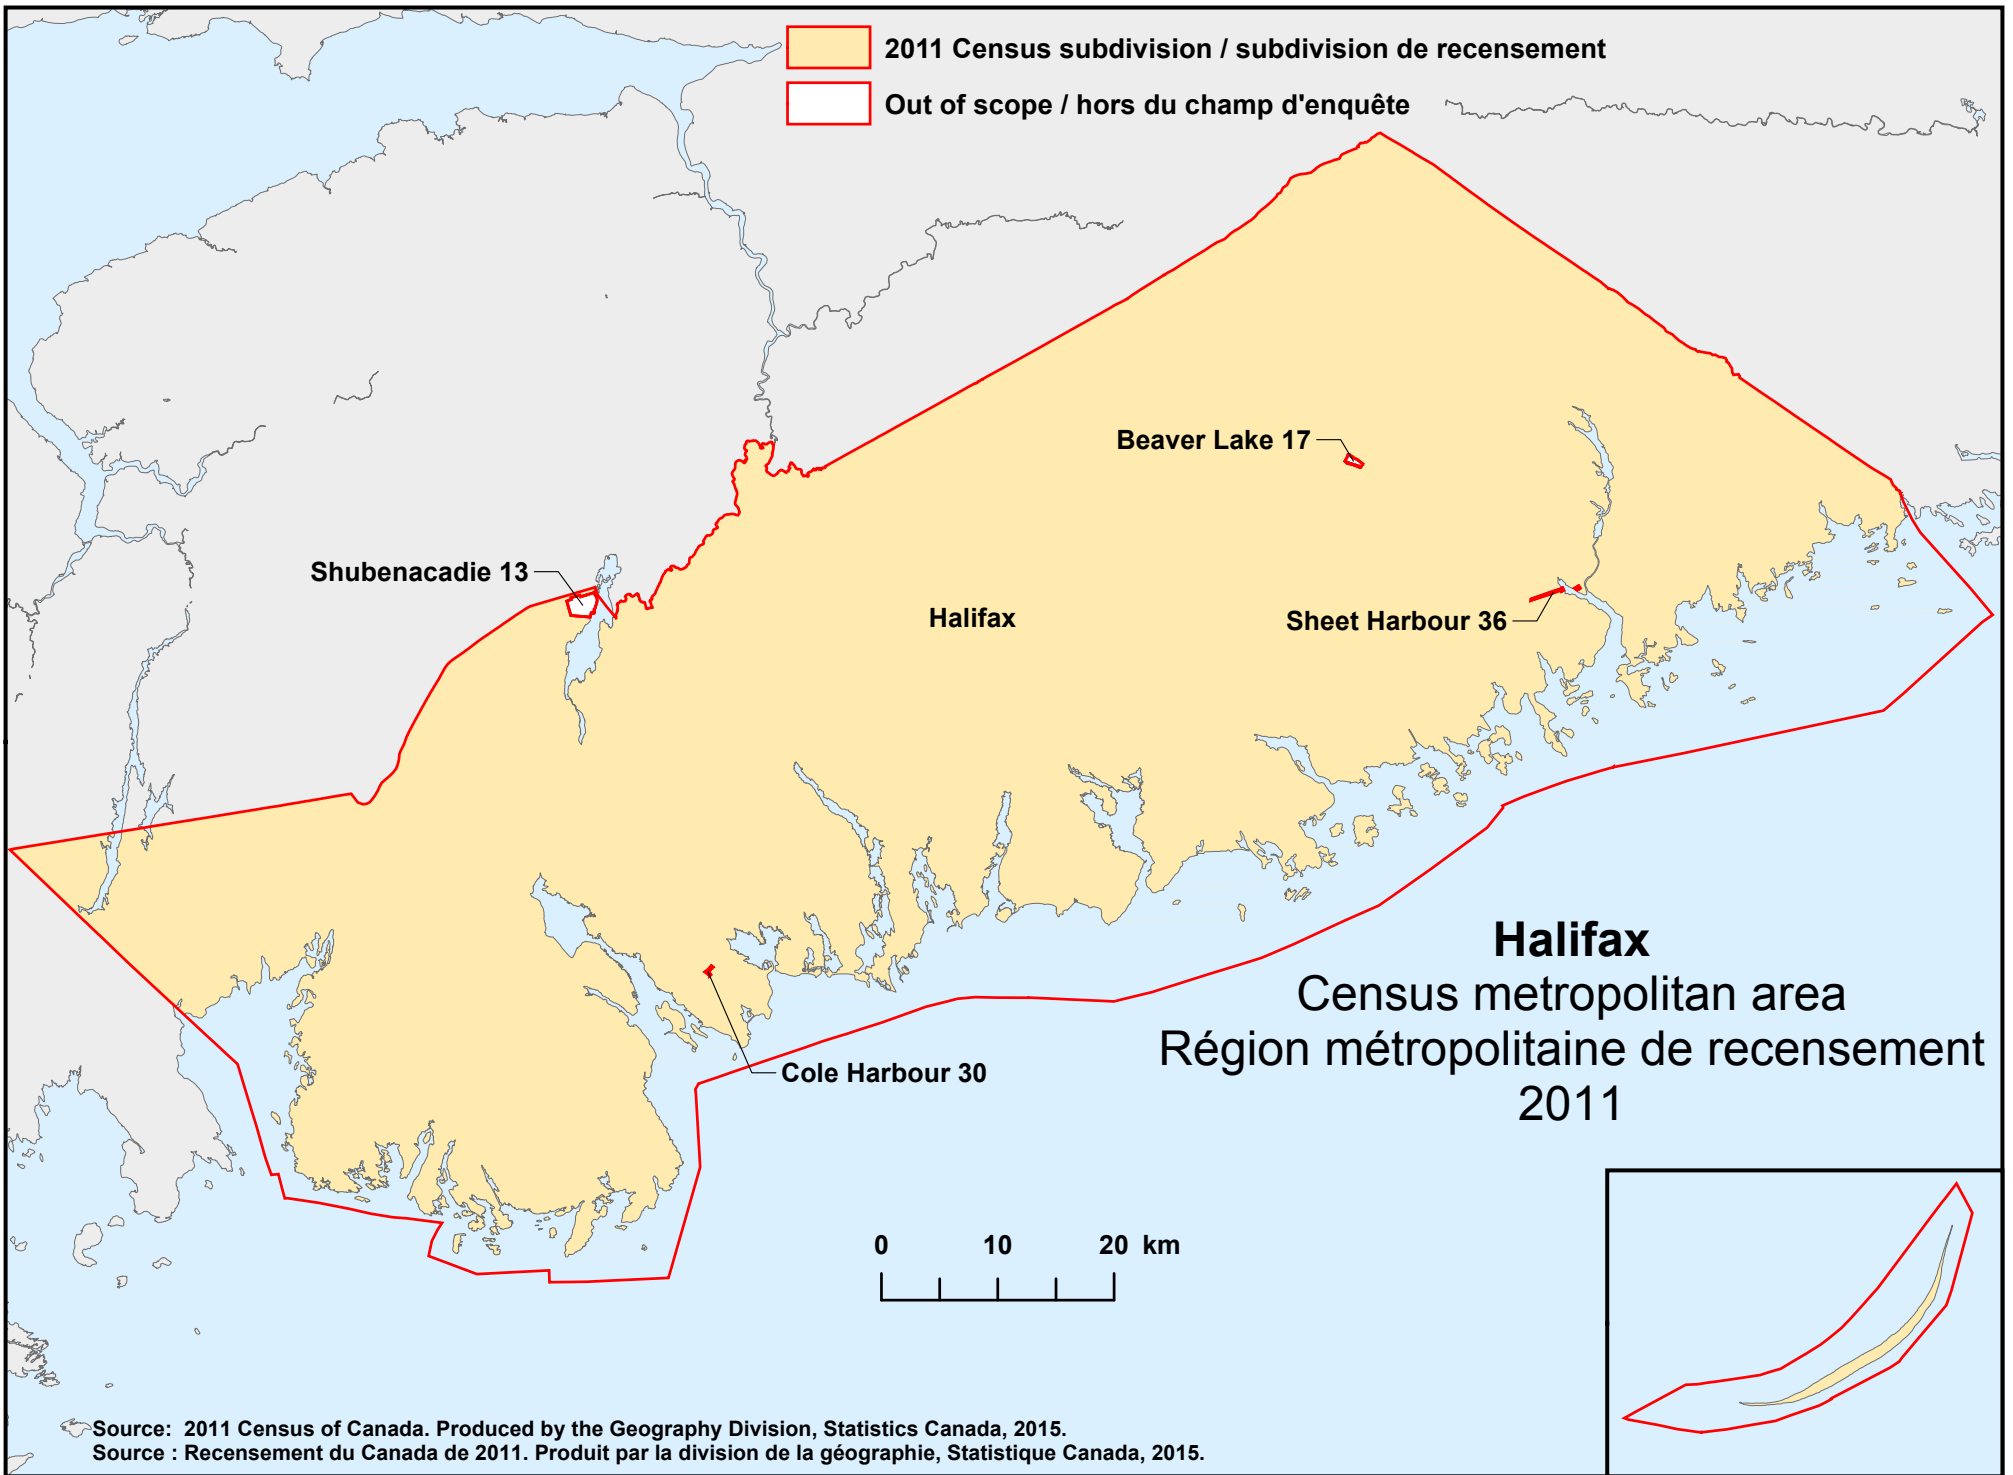 2011 Census subdivision / subdivision de recensement
Out of scope / hors du champ d'enquête
Beaver Lake 17
Shubenacadie 13
Halifax
Sheet Harbour 36
Cole Harbour 30
Halifax
Census metropolitan area
Région métropolitaine de recensement
2011
0 10 20 km
Source: 2011 Census of Canada. Produced by the Geography Division, Statistics Canada, 2015.
Source : Recensement du Canada de 2011. Produit par la division de la géographie, Statistique Canada, 2015.